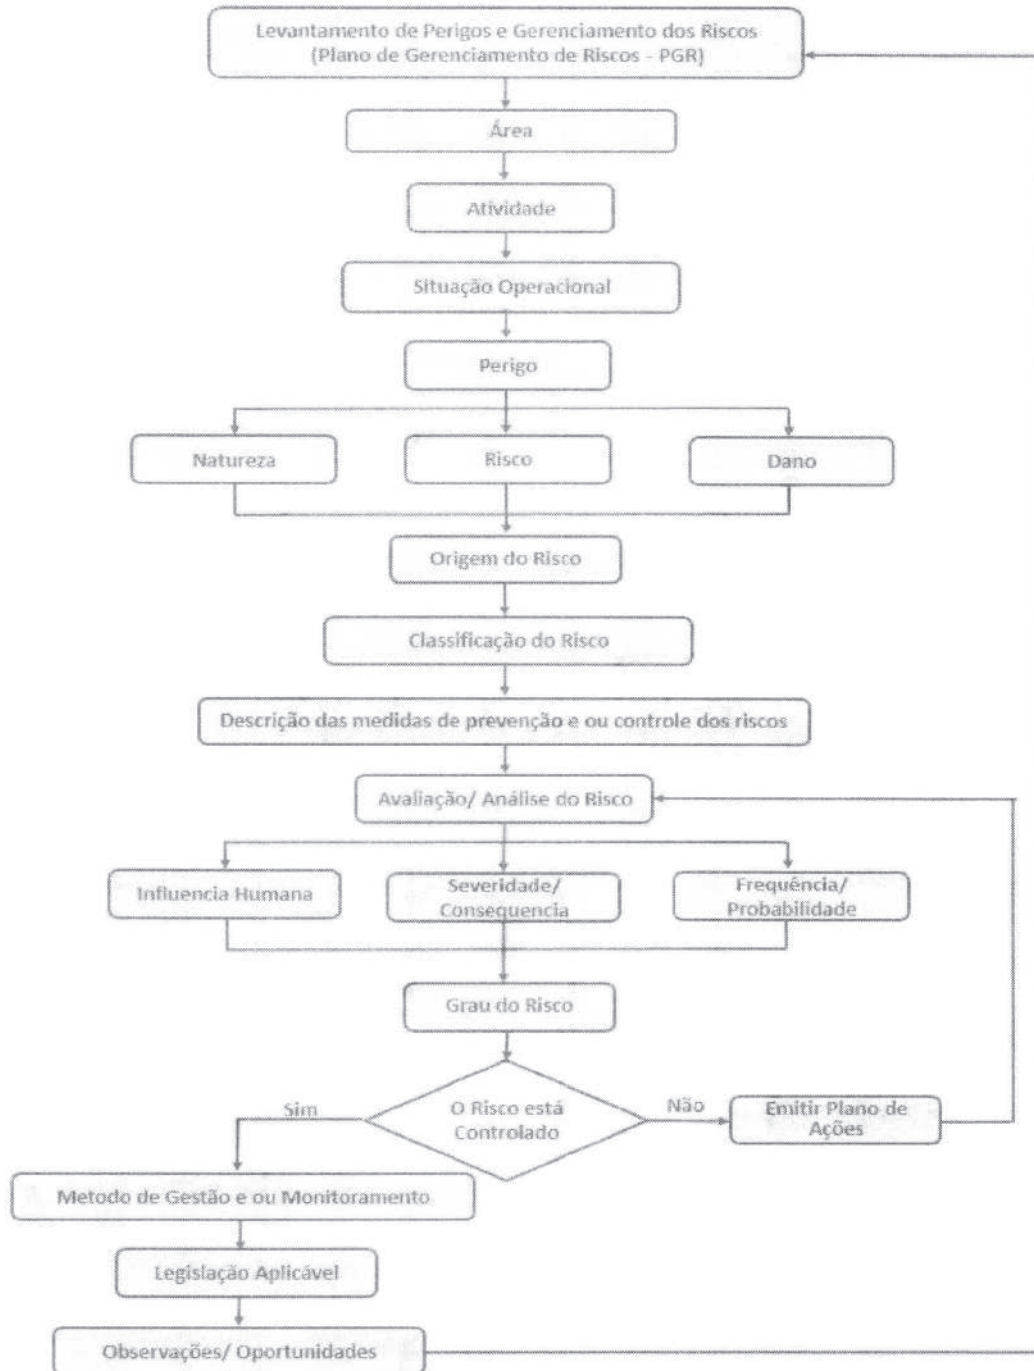 Levantamento de Perigos e Gerenciamento dos Riscos
(Plano de Gerenciamento de Riscos - PGR)
Área
Atividade
Situação Operacional
Perigo
Natureza
Risco
Dano
Origem do Risco
Classificação do Risco
Descrição das medidas de prevenção e ou controle dos riscos
Avaliação/ Análise do Risco
Influencia Humana
Severidade/
Consequencia
Frequência/
Probabilidade
Grau do Risco
Sim
O Risco está
Controlado
Não
Emitir Plano de
Ações
Metodo de Gestão e ou Monitoramento
Legislação Aplicável
Observações/ Oportunidades